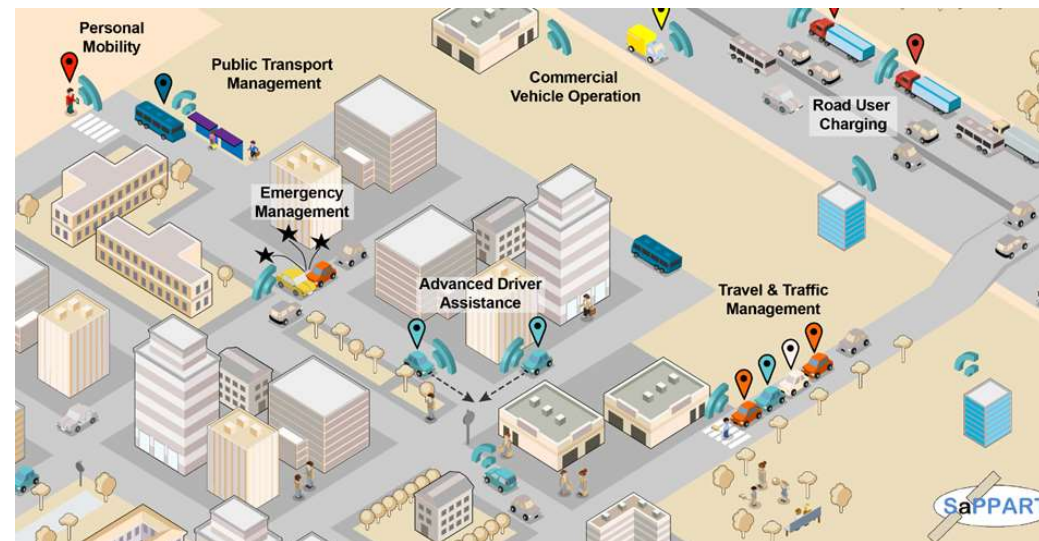 Personal
Mobility
Public Transport
Management
Commercial
Vehicle Operation
Road User
Charging
Emergency
Management
Advanced Driver
Assistance
Travel & Traffic
Management
SaPPART